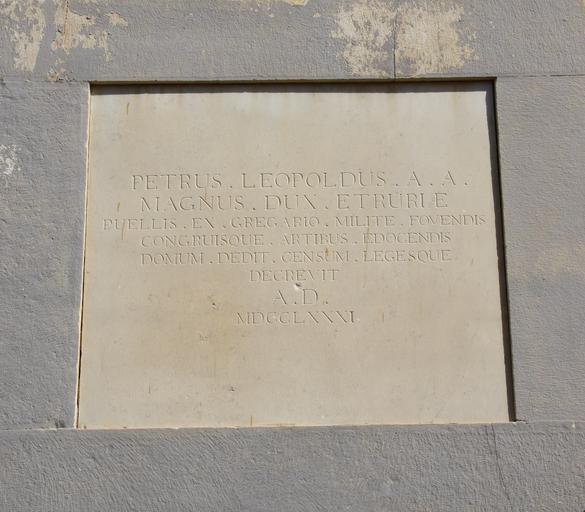 PETRUS . LEOPOLDUS . A . A .
MAGNUS . DUX . ETRURIÆ
PUELLIS . EX . GREGARIO . MILITE . FOVENDIS
CONGRUISQUE . ARTIBUS . EDOCENDIS
DOMUM . DEDIT . CENSUM . LEGESQUE
DECREVIT
A . D .
MDCCLXXXI .